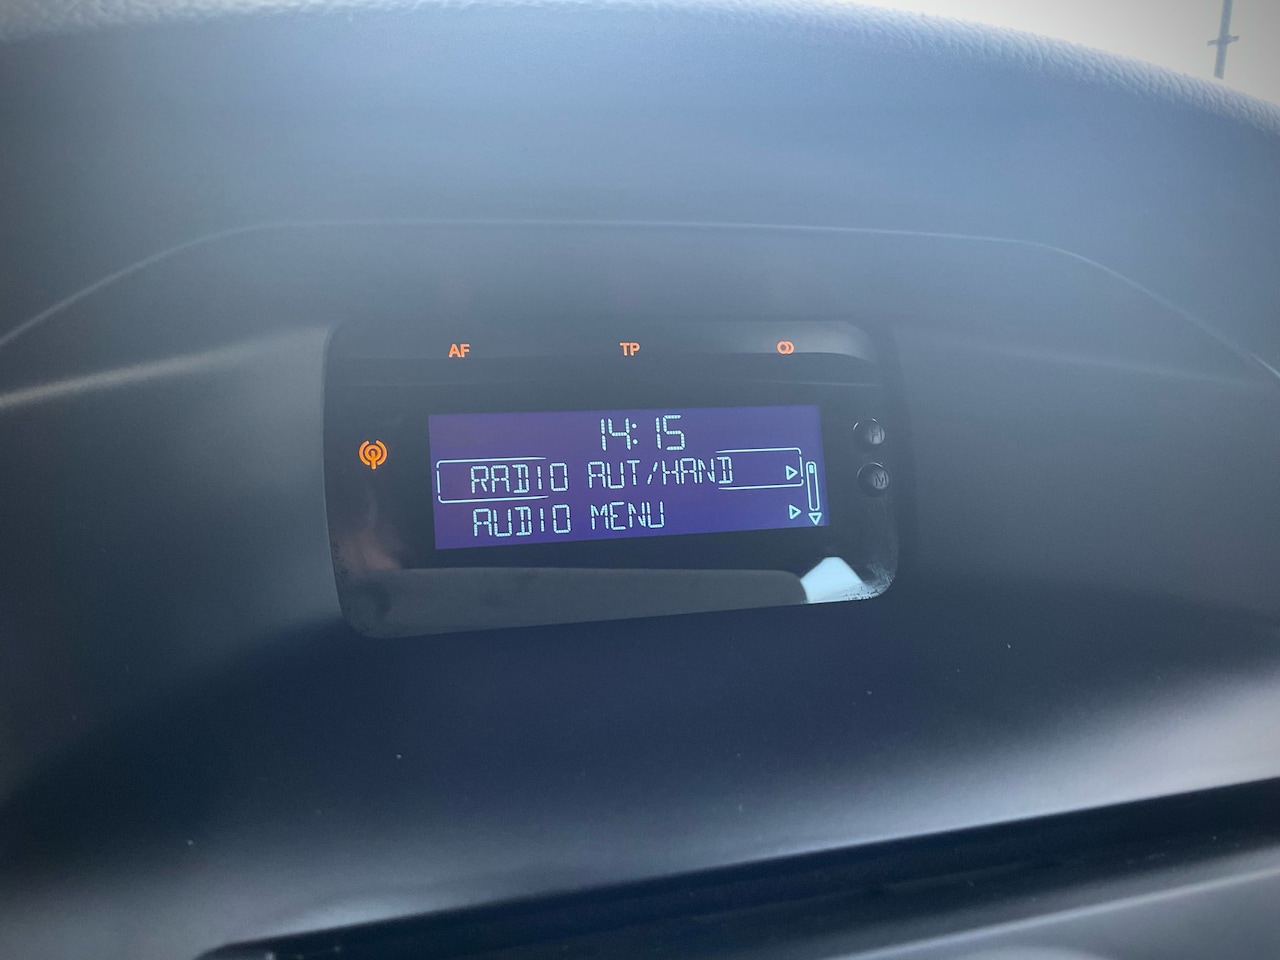 AF TP
14:15
RADIO AUT/HAND
AUDIO MENU
H
M